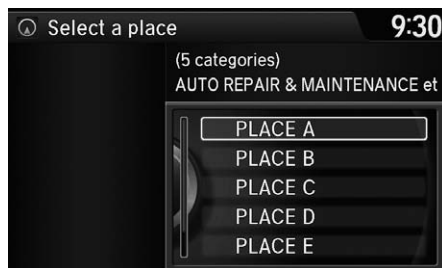 Select a place
9:30
(5 categories)
AUTO REPAIR & MAINTENANCE et
PLACE A
PLACE B
PLACE C
PLACE D
PLACE E